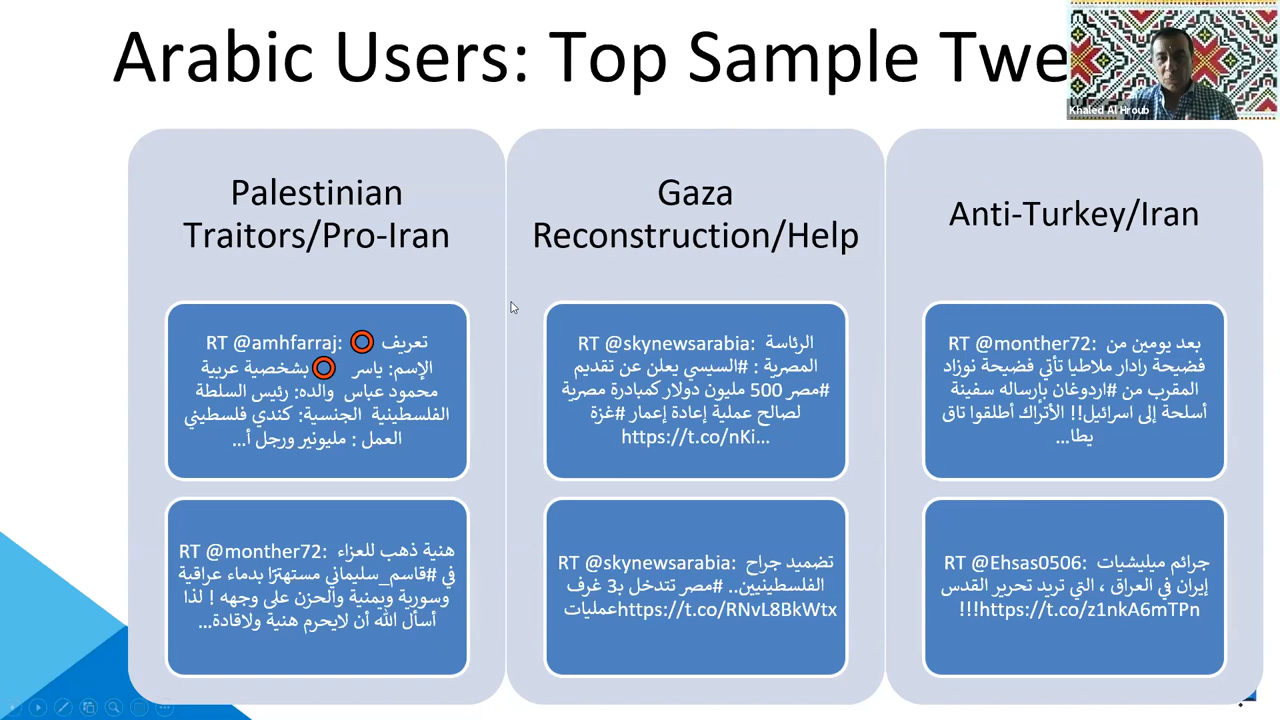 Arabic Users: Top Sample Twe
Khaled Al Hroub
Palestinian
Traitors/Pro-Iran
RT @amhfarraj: ⭕ تعريف
بشخصية عربية ⭕ الإسم: ياسر
محمود عباس والده: رئيس السلطة
الفلسطينية الجنسية: كندي فلسطيني
العمل : مليونير ورجل أ...
RT @monther72: هنية ذهب للعزاء
في #قاسم_سليماني مستهترًا بدماء عراقية
وسورية ويمنية والحزن على وجهه ! لذا
أسأل الله أن لايحرم هنية ولاقادة...
Gaza
Reconstruction/Help
RT @skynewsarabia: الرئاسة
المصرية : #السيسي يعلن عن تقديم
#مصر 500 مليون دولار كمبادرة مصرية
لصالح عملية إعادة إعمار #غزة
https://t.co/nKi...
RT @skynewsarabia: تضميد جراح
الفلسطينيين.. #مصر تتدخل بـ3 غرف
عملياتhttps://t.co/RNvL8BkWtx
Anti-Turkey/Iran
RT @monther72: بعد يومين من
فضيحة رادار ملاطيا تأتي فضيحة نوزاد
المقرب من #اردوغان بإرساله سفينة
أسلحة إلى اسرائيل!! الأتراك أطلقوا تاق
يطا...
RT @Ehsas0506: جرائم ميليشيات
إيران في العراق ، التي تريد تحرير القدس
!!!https://t.co/z1nkA6mTPn